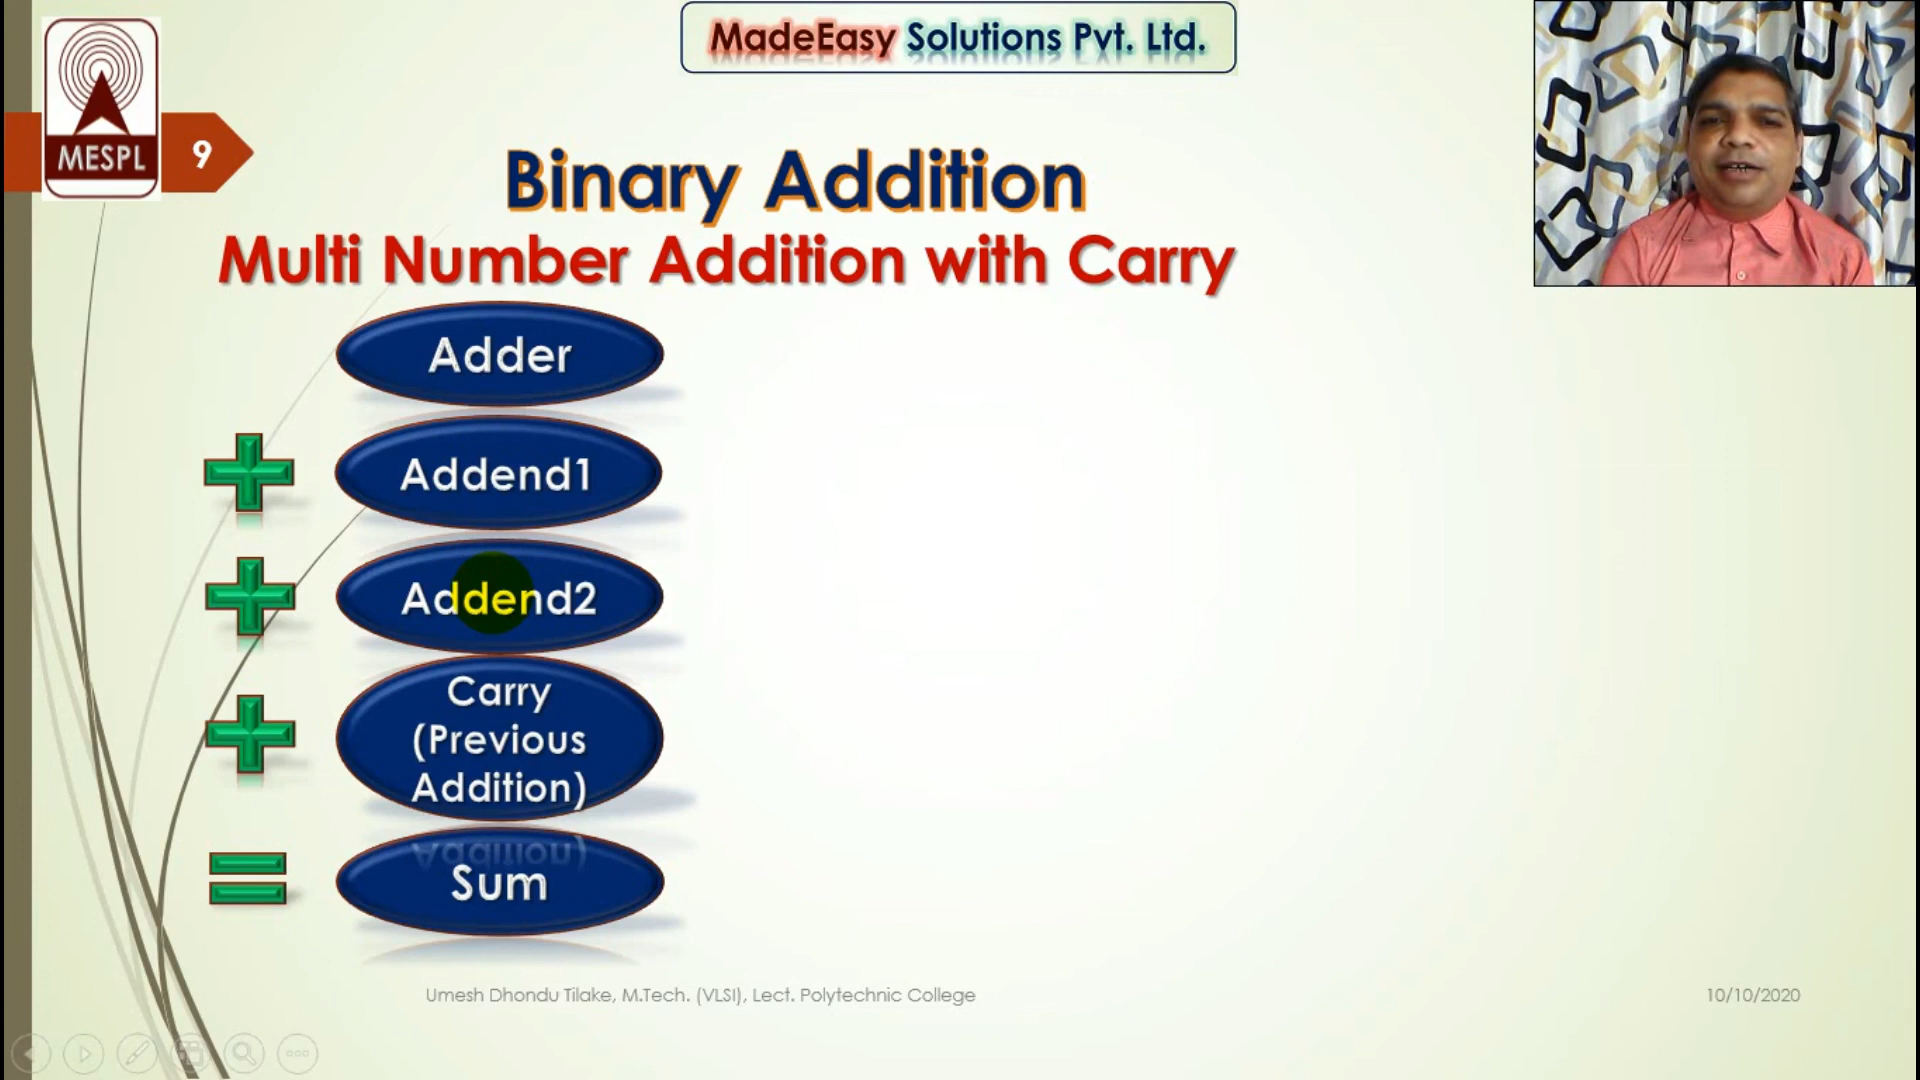 MadeEasy Solutions Pvt. Ltd.
MESPL
9
Binary Addition
Multi Number Addition with Carry
Adder
Addend1
Addend2
Carry
(Previous
Addition)
Sum
Umesh Dhondu Tilake, M.Tech. (VLSI), Lect. Polytechnic College
10/10/2020